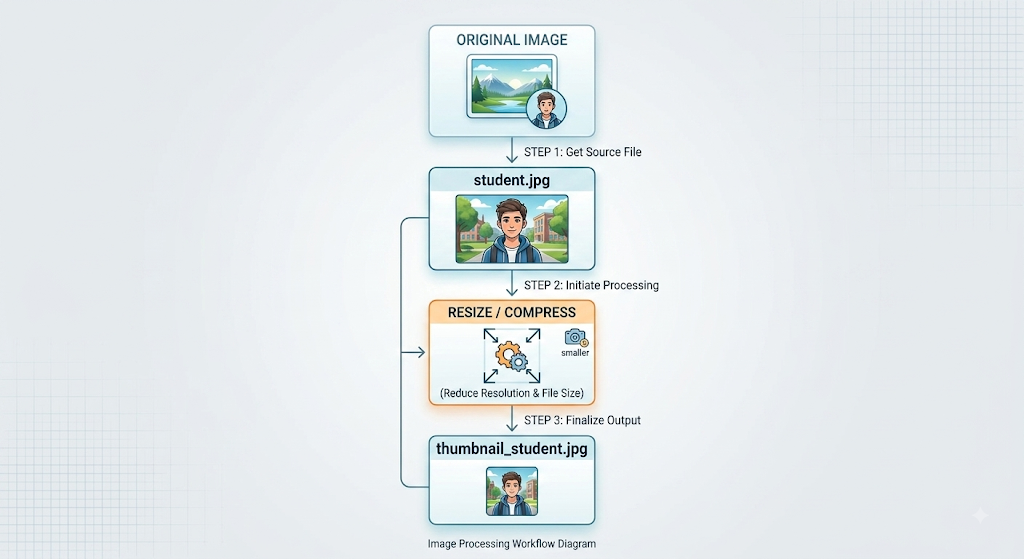 ORIGINAL IMAGE
STEP 1: Get Source File
student.jpg
STEP 2: Initiate Processing
RESIZE / COMPRESS
smaller
(Reduce Resolution & File Size)
STEP 3: Finalize Output
thumbnail_student.jpg
Image Processing Workflow Diagram